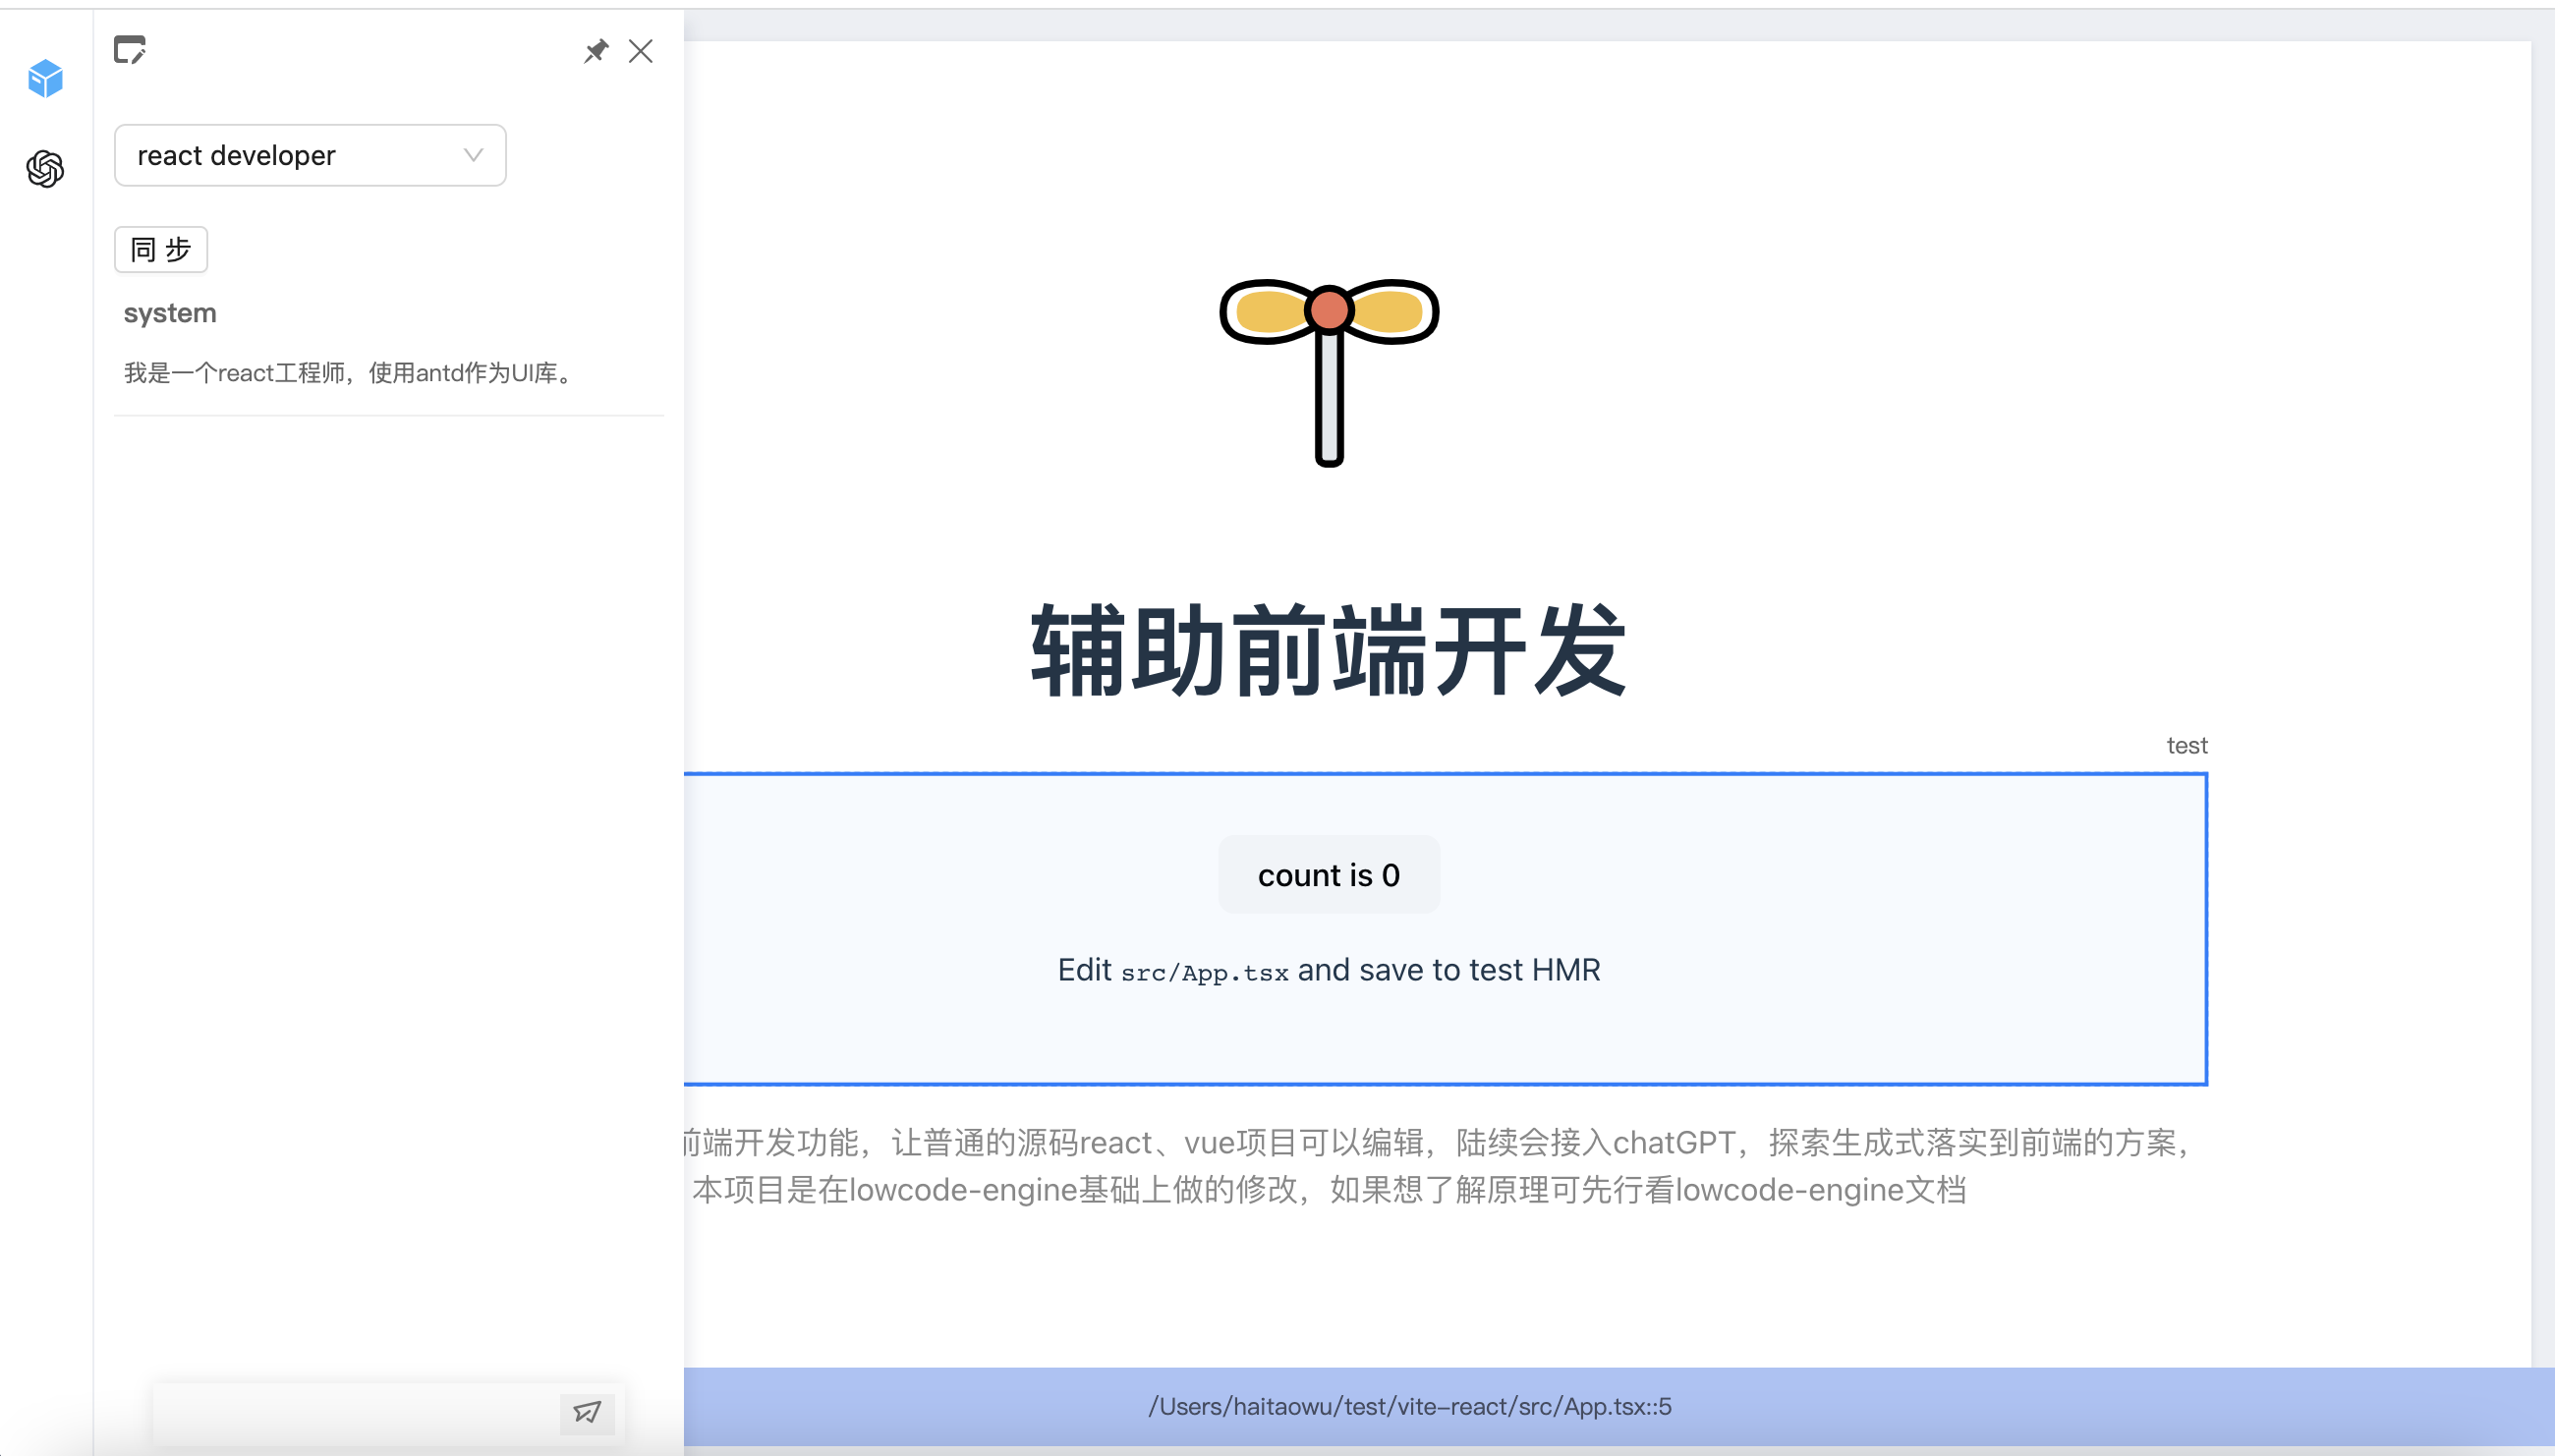 react developer
同 步
system
我是一个react工程师，使用antd作为UI库。
辅助前端开发
test
count is 0
Edit src/App.tsx and save to test HMR
前端开发功能，让普通的源码react、vue项目可以编辑，陆续会接入chatGPT，探索生成式落实到前端的方案，
本项目是在lowcode-engine基础上做的修改，如果想了解原理可先行看lowcode-engine文档
/Users/haitaowu/test/vite-react/src/App.tsx::5